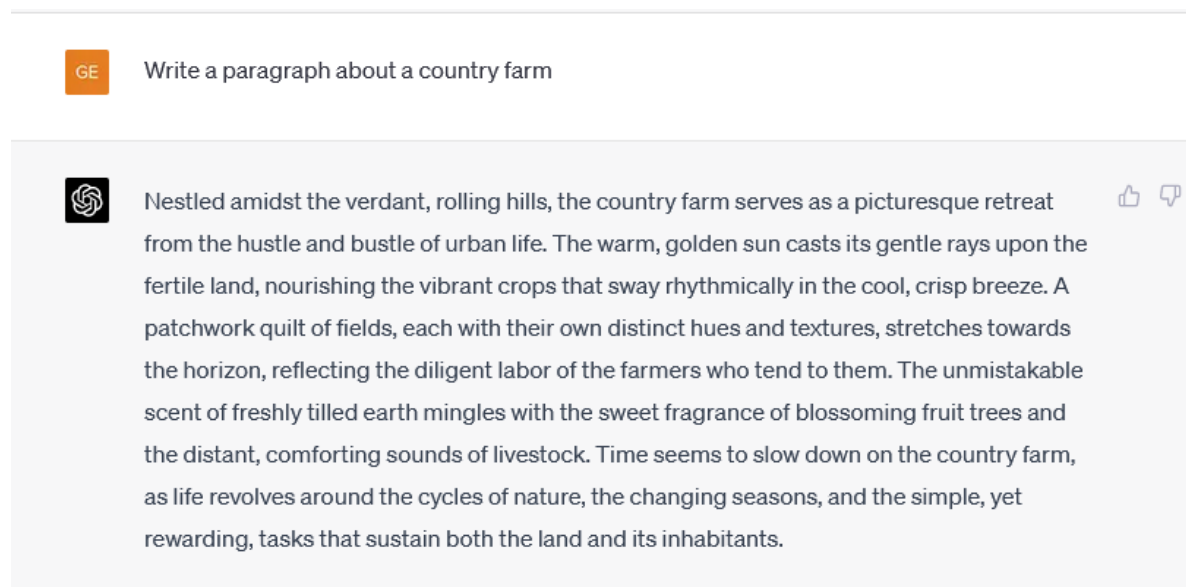 GE
Write a paragraph about a country farm
Nestled amidst the verdant, rolling hills, the country farm serves as a picturesque retreat
from the hustle and bustle of urban life. The warm, golden sun casts its gentle rays upon the
fertile land, nourishing the vibrant crops that sway rhythmically in the cool, crisp breeze. A
patchwork quilt of fields, each with their own distinct hues and textures, stretches towards
the horizon, reflecting the diligent labor of the farmers who tend to them. The unmistakable
scent of freshly tilled earth mingles with the sweet fragrance of blossoming fruit trees and
the distant, comforting sounds of livestock. Time seems to slow down on the country farm,
as life revolves around the cycles of nature, the changing seasons, and the simple, yet
rewarding, tasks that sustain both the land and its inhabitants.